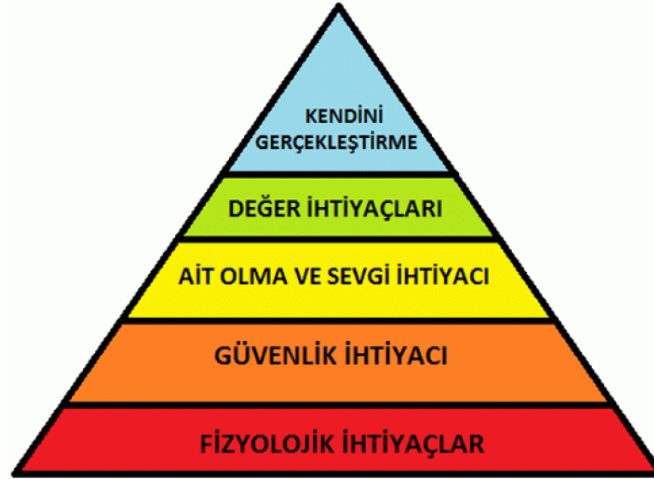 KENDİNİ
GERÇEKLEŞTİRME
DEĞER İHTİYAÇLARI
AİT OLMA VE SEVGİ İHTİYACI
GÜVENLİK İHTİYACI
FİZYOLOJİK İHTİYAÇLAR